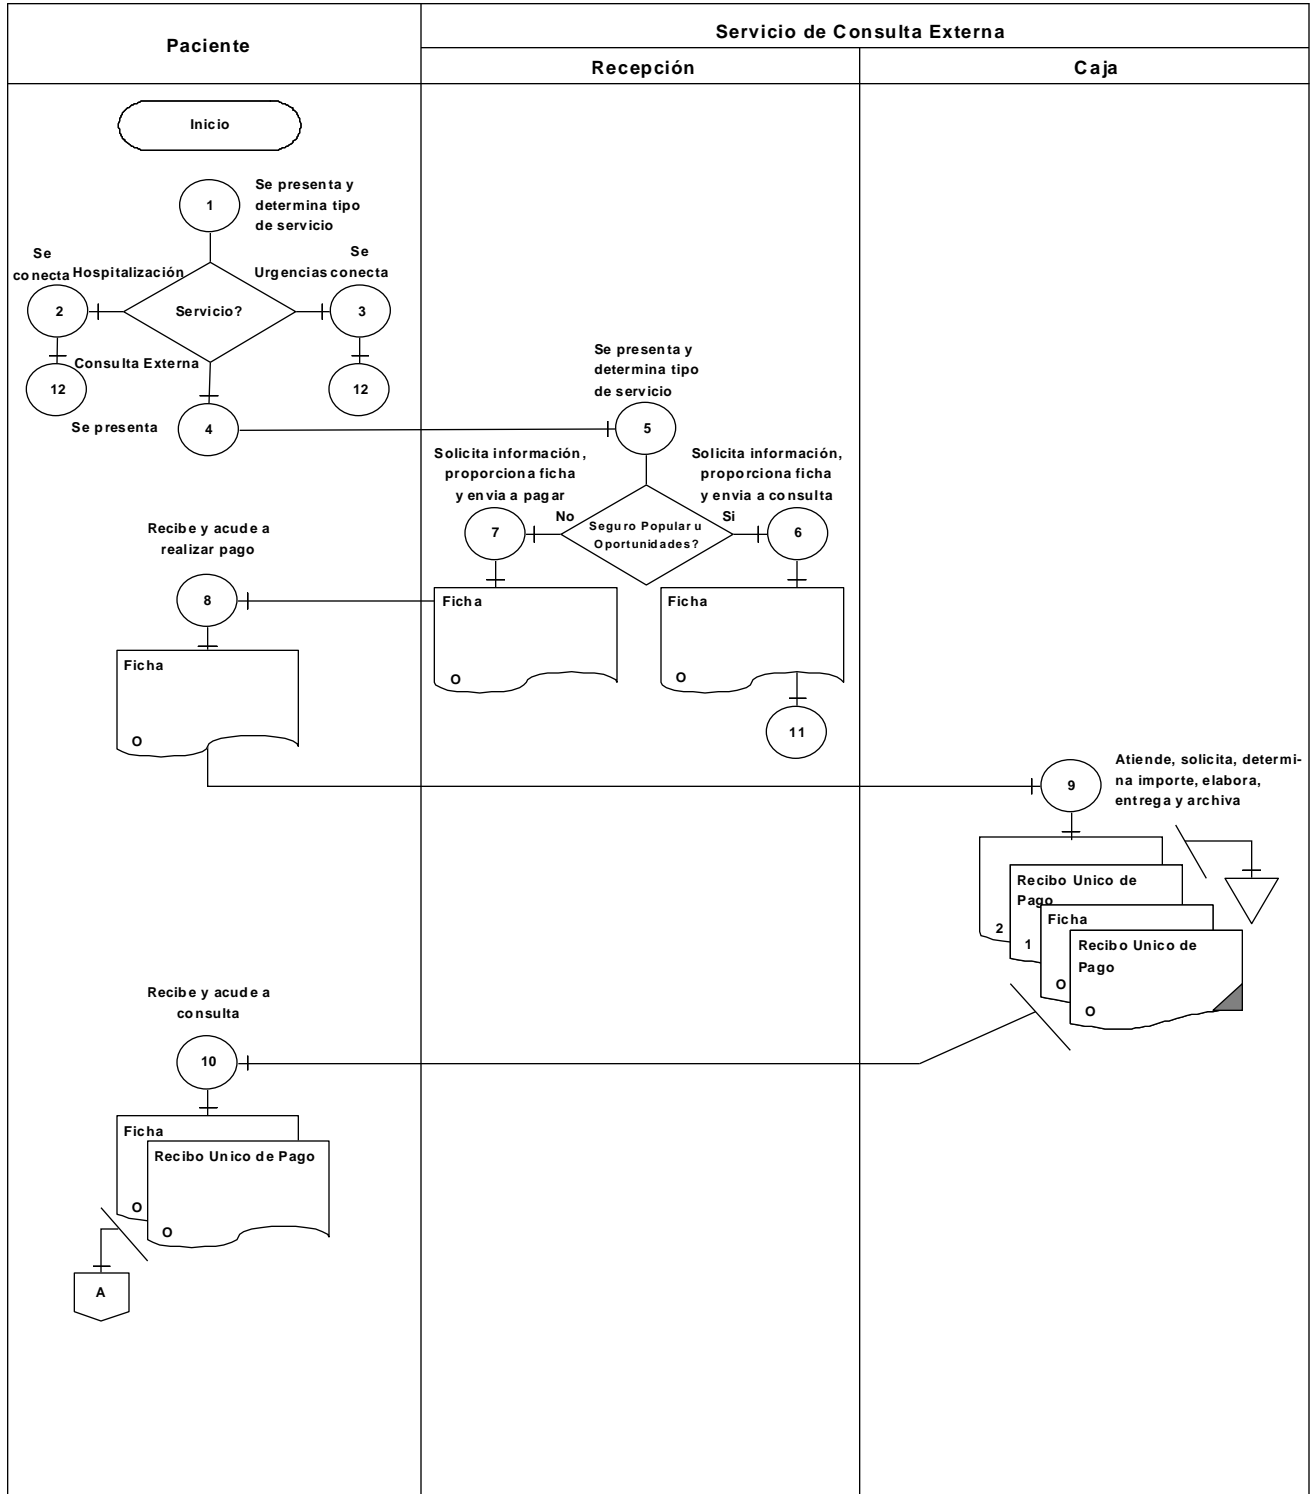 Paciente
Servicio de Consulta Externa
Recepción
Caja
Inicio
1
Se presenta y
determina tipo
de servicio
Se
conecta
Hospitalización
Urgencias
Se
conecta
2
Servicio?
3
12
Consulta Externa
12
Se presenta
4
Se presenta y
determina tipo
de servicio
5
Solicita información,
proporciona ficha
y envia a pagar
Solicita información,
proporciona ficha
y envia a consulta
No
Si
7
Seguro Popular u
Oportunidades?
6
Recibe y acude a
realizar pago
8
Ficha
O
Ficha
O
11
Ficha
O
9
Atiende, solicita, determi-
na importe, elabora,
entrega y archiva
2
Recibo Unico de
Pago
1
Ficha
O
Recibo Unico de
Pago
O
Recibe y acude a
consulta
10
Ficha
O
Recibo Unico de Pago
O
A